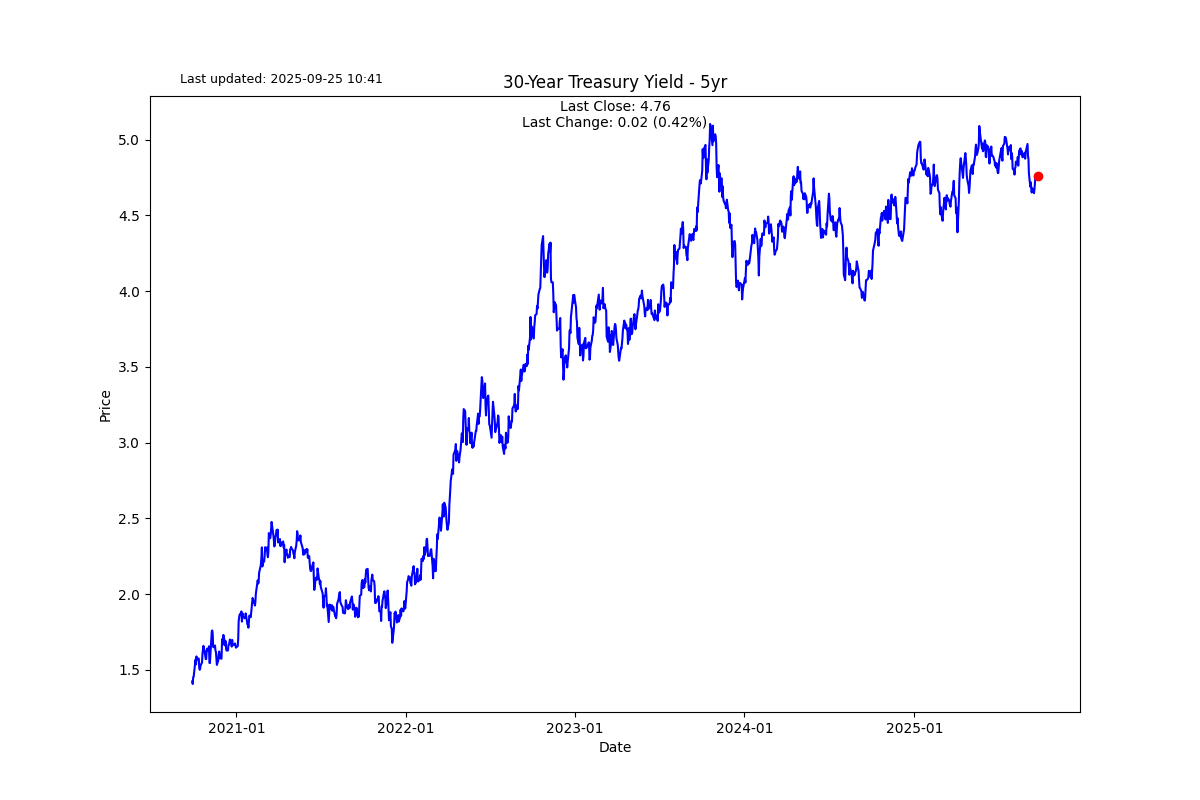 Last updated: 2025-09-25 10:41
30-Year Treasury Yield - 5yr
Last Close: 4.76
Last Change: 0.02 (0.42%)
5.0
4.5
4.0
3.5
3.0
2.5
2.0
1.5
Price
2021-01
2022-01
2023-01
2024-01
2025-01
Date